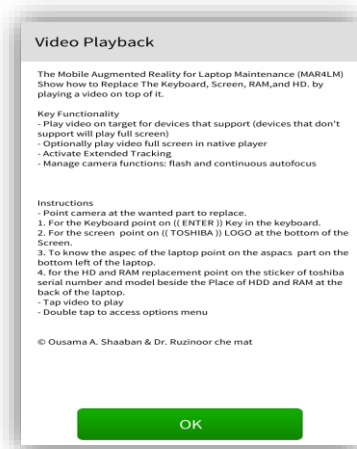 Video Playback
The Mobile Augmented Reality for Laptop Maintenance (MAR4LM)
Show how to Replace The Keyboard, Screen, RAM,and HD. by
playing a video on top of it.
Key Functionality
- Play video on target for devices that support (devices that don't
support will play full screen)
- Optionally play video full screen in native player
- Activate Extended Tracking
- Manage camera functions: flash and continuous autofocus
Instructions
- Point camera at the wanted part to replace.
1. For the Keyboard point on (( ENTER )) Key in the keyboard.
2. For the screen  point on (( TOSHIBA )) LOGO at the bottom of the
Screen.
3. To know the aspec of the laptop point on the aspacs  part on the
bottom left of the laptop.
4. for the HD and RAM replacement point on the sticker of toshiba
serial number and model beside the Place of HDD and RAM at the
back of the laptop.
- Tap video to play
- Double tap to access options menu
© Ousama A. Shaaban & Dr. Ruzinoor che mat
OK